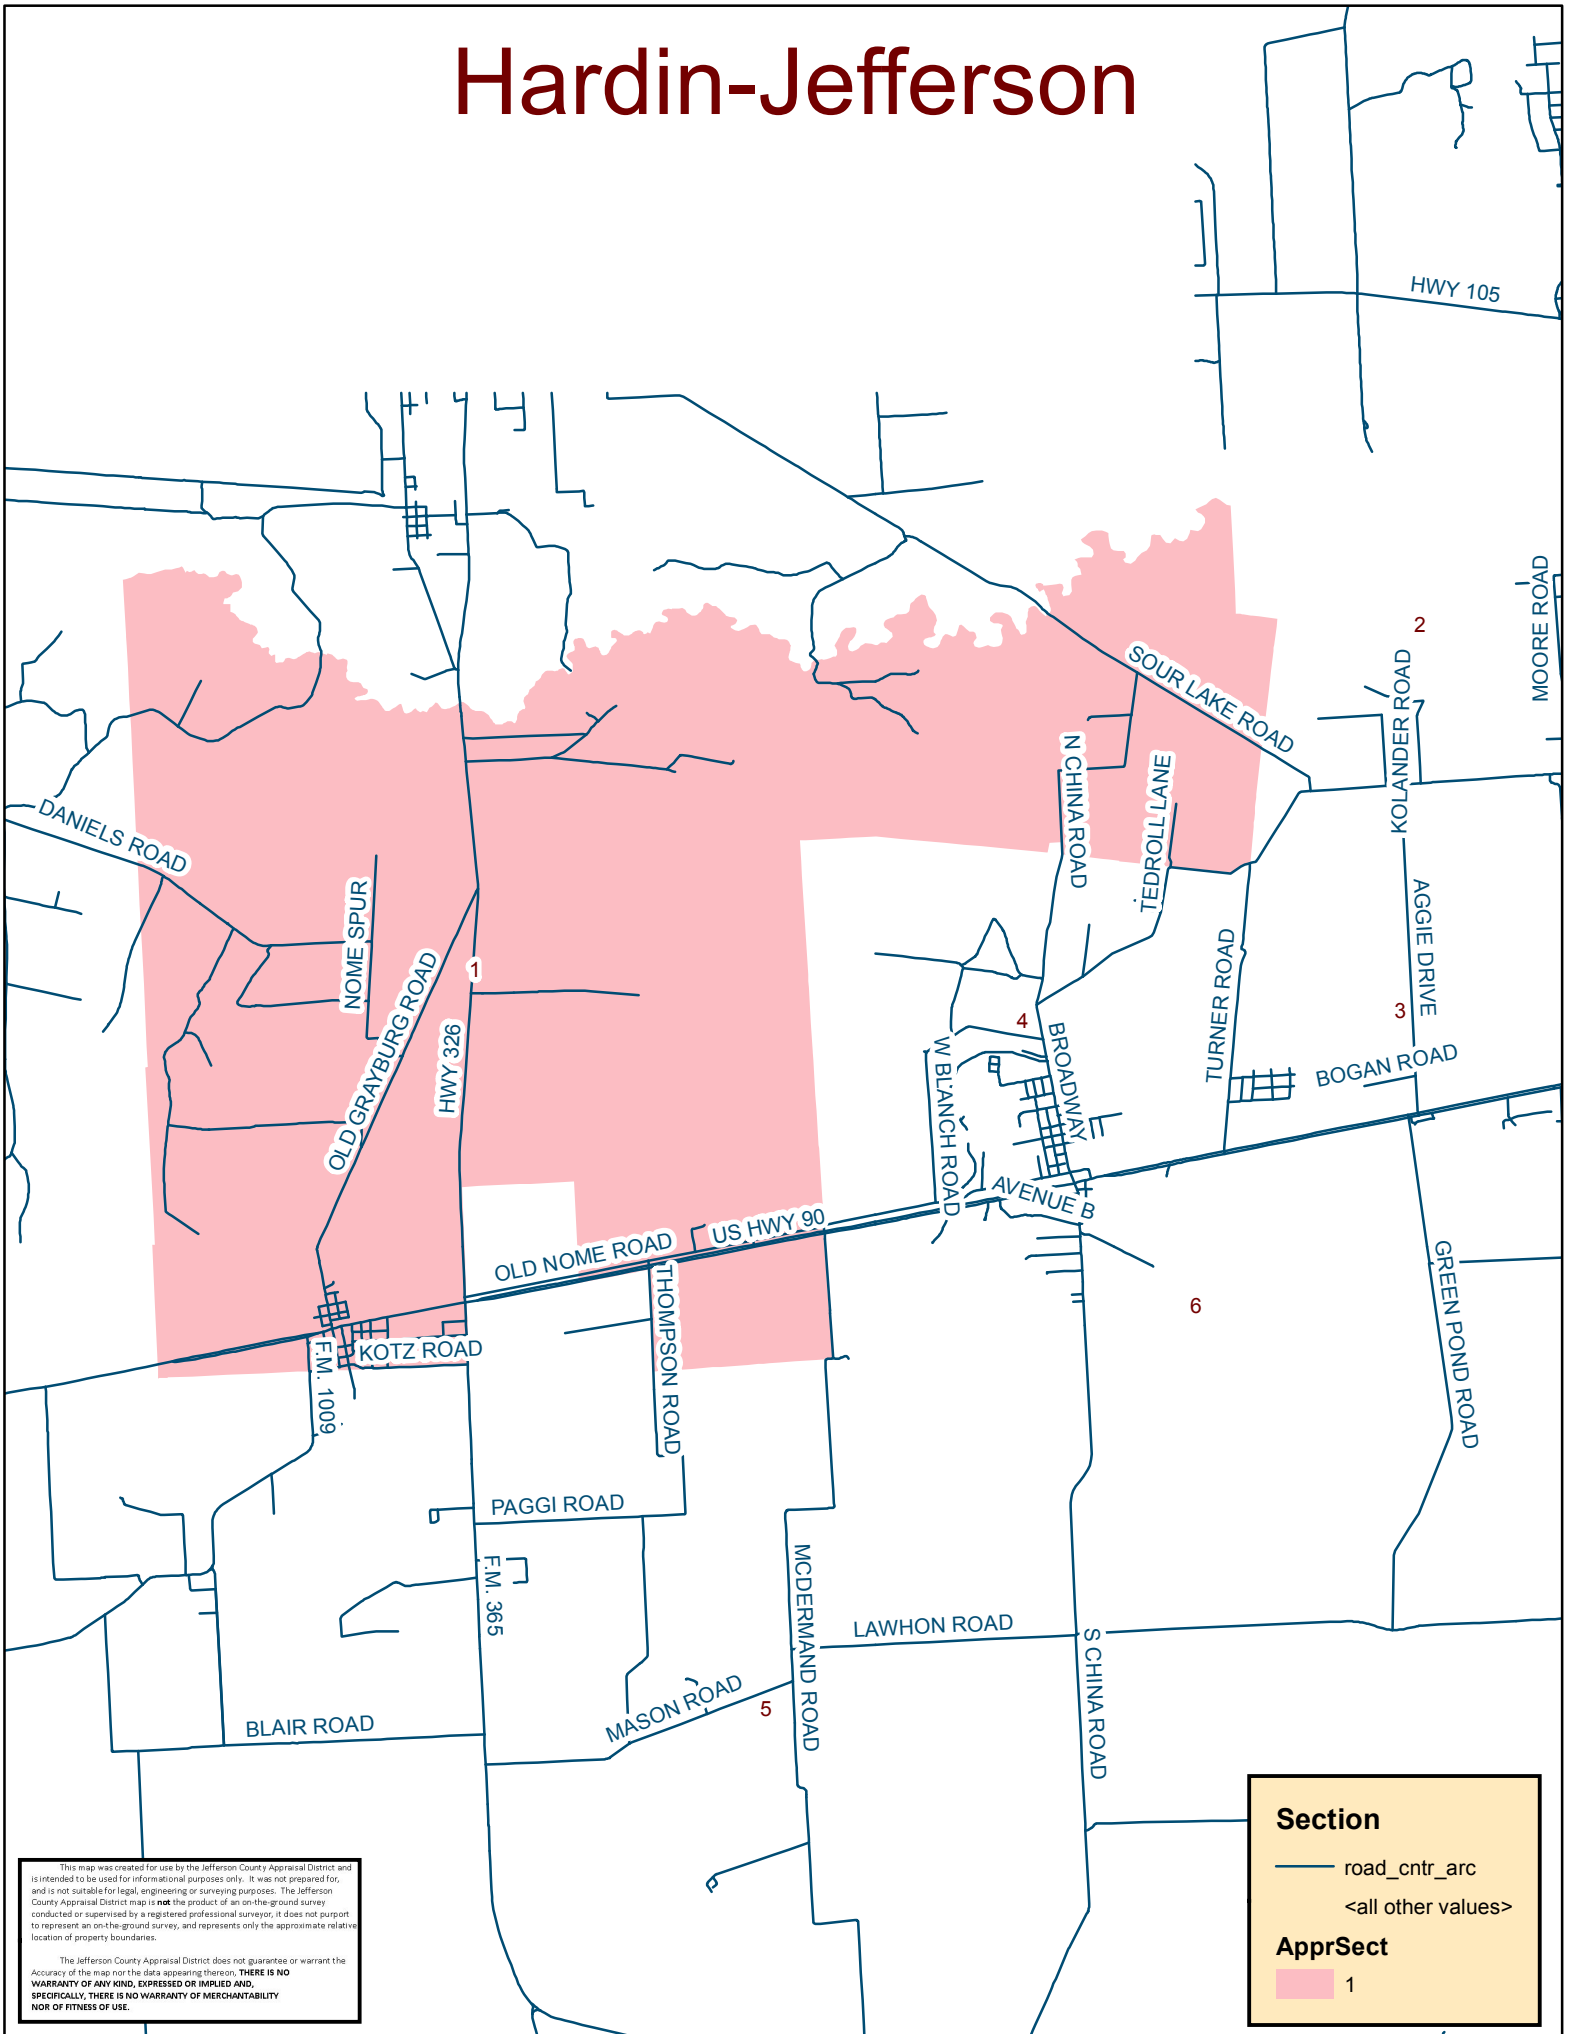 Hardin-Jefferson
HWY 105
MOORE ROAD
2
SOUR LAKE ROAD
KOLANDER ROAD
N CHINA ROAD
TEDROLL LANE
DANIELS ROAD
NOME SPUR
AGGIE DRIVE
OLD GRAYBURG ROAD
1
TURNER ROAD
3
4
HWY 326
BROADWAY
W BLANCH ROAD
BOGAN ROAD
AVENUE B
US HWY 90
OLD NOME ROAD
THOMPSON ROAD
GREEN POND ROAD
6
KOTZ ROAD
F.M. 1009
PAGGI ROAD
F.M. 365
MCDERMAND ROAD
LAWHON ROAD
S CHINA ROAD
MASON ROAD
5
BLAIR ROAD
This map was created for use by the Jefferson County Appraisal District and
is intended to be used for informational purposes only. It was not prepared for,
and is not suitable for legal, engineering or surveying purposes. The Jefferson
County Appraisal District map is not the product of an on-the-ground survey
conducted or supervised by a registered professional surveyor, it does not purport
to represent an on-the-ground survey, and represents only the approximate relative
location of property boundaries.
The Jefferson County Appraisal District does not guarantee or warrant the
Accuracy of the map nor the data appearing thereon, THERE IS NO
WARRANTY OF ANY KIND, EXPRESSED OR IMPLIED AND,
SPECIFICALLY, THERE IS NO WARRANTY OF MERCHANTABILITY
NOR OF FITNESS OF USE.
Section
road_cntr_arc
<all other values>
ApprSect
1